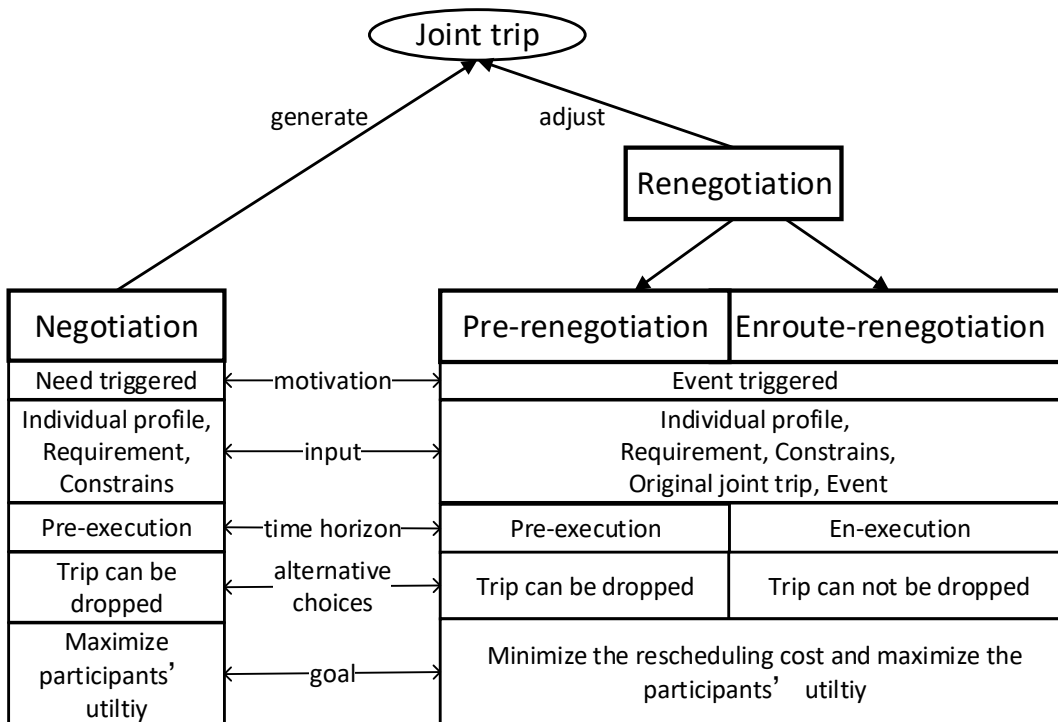 Joint trip
generate
adjust
Renegotiation
Negotiation
Pre-renegotiation
Enroute-renegotiation
Need triggered
motivation
Event triggered
Individual profile,
Requirement,
Constrains
input
Individual profile,
Requirement, Constrains,
Original joint trip, Event
Pre-execution
time horizon
Pre-execution
En-execution
Trip can be
dropped
alternative
choices
Trip can be dropped
Trip can not be dropped
Maximize
participants’
utiltiy
goal
Minimize the rescheduling cost and maximize the
participants’ utiltiy